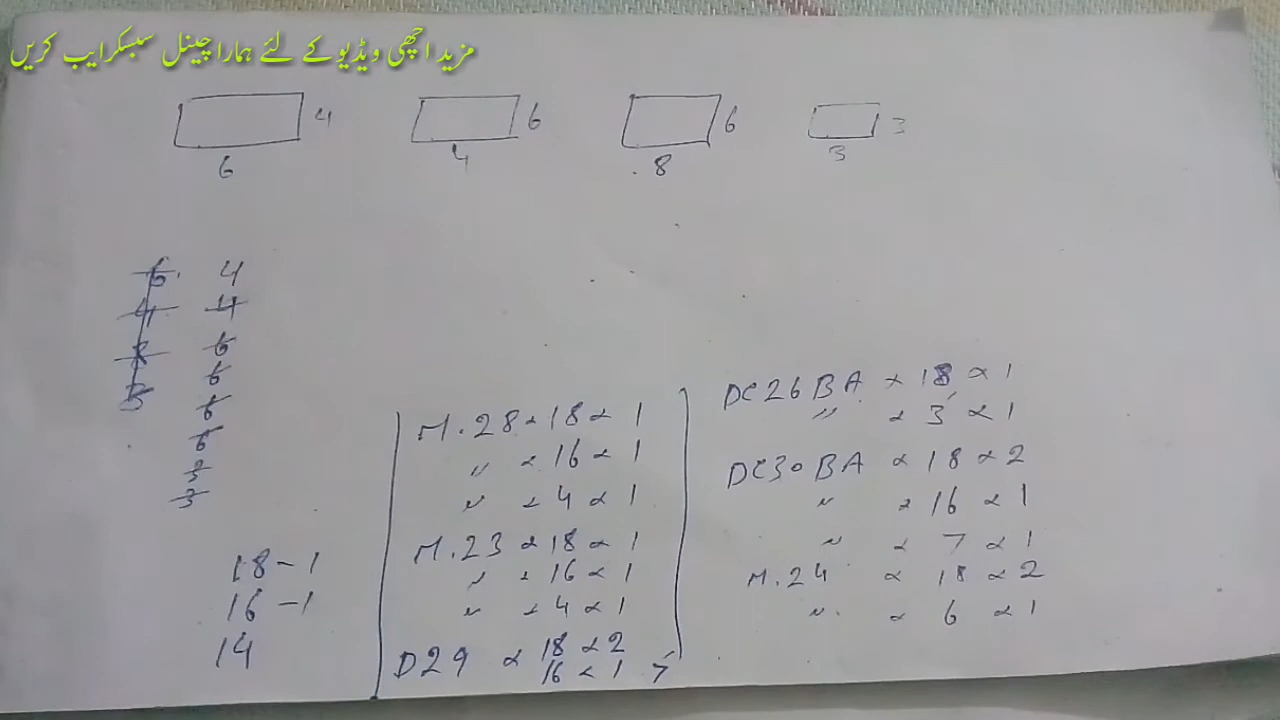 مزید اچھی ویڈیو کے لئے ہمارا چینل سبسکرایب کریں
4 6 6 3
6 4 8 3
6 4
4 4
8 6
3 6
6
6
3
3
18 - 1
16 - 1
14
M.28 × 18 × 1
〃 × 16 × 1
〃 × 4 × 1
M.23 × 18 × 1
〃 × 16 × 1
〃 × 4 × 1
D29 × 18 × 2
16 × 1 7
DC26BA × 18 × 1
〃 × 3 × 1
DC30BA × 18 × 2
〃 × 16 × 1
〃 × 7 × 1
M.24 × 18 × 2
〃 × 6 × 1